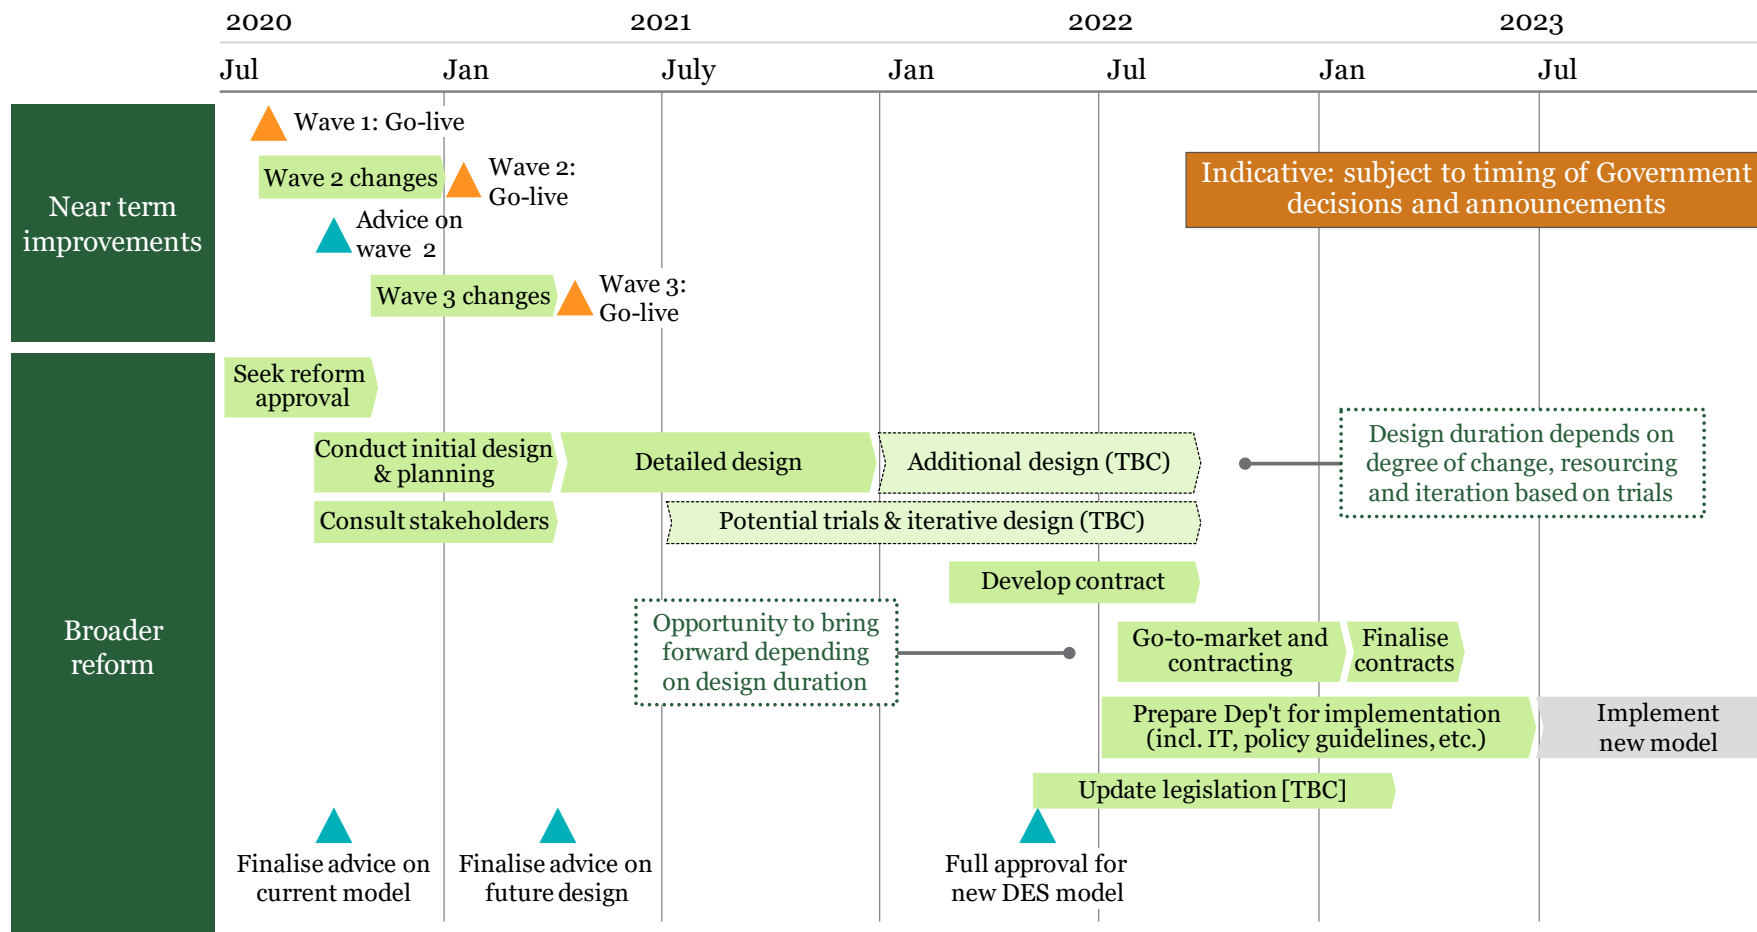 2020 2021 2022 2023
Jul Jan July Jan Jul Jan Jul
Near term
improvements
Wave 1: Go-live
Wave 2 changes
Wave 2:
Go-live
Advice on
wave 2
Wave 3 changes
Wave 3:
Go-live
Indicative: subject to timing of Government
decisions and announcements
Broader
reform
Seek reform
approval
Conduct initial design
& planning
Detailed design
Additional design (TBC)
Design duration depends on
degree of change, resourcing
and iteration based on trials
Consult stakeholders
Potential trials & iterative design (TBC)
Develop contract
Opportunity to bring
forward depending
on design duration
Go-to-market and
contracting
Finalise
contracts
Prepare Dep't for implementation
(incl. IT, policy guidelines, etc.)
Implement
new model
Update legislation [TBC]
Finalise advice on
current model
Finalise advice on
future design
Full approval for
new DES model